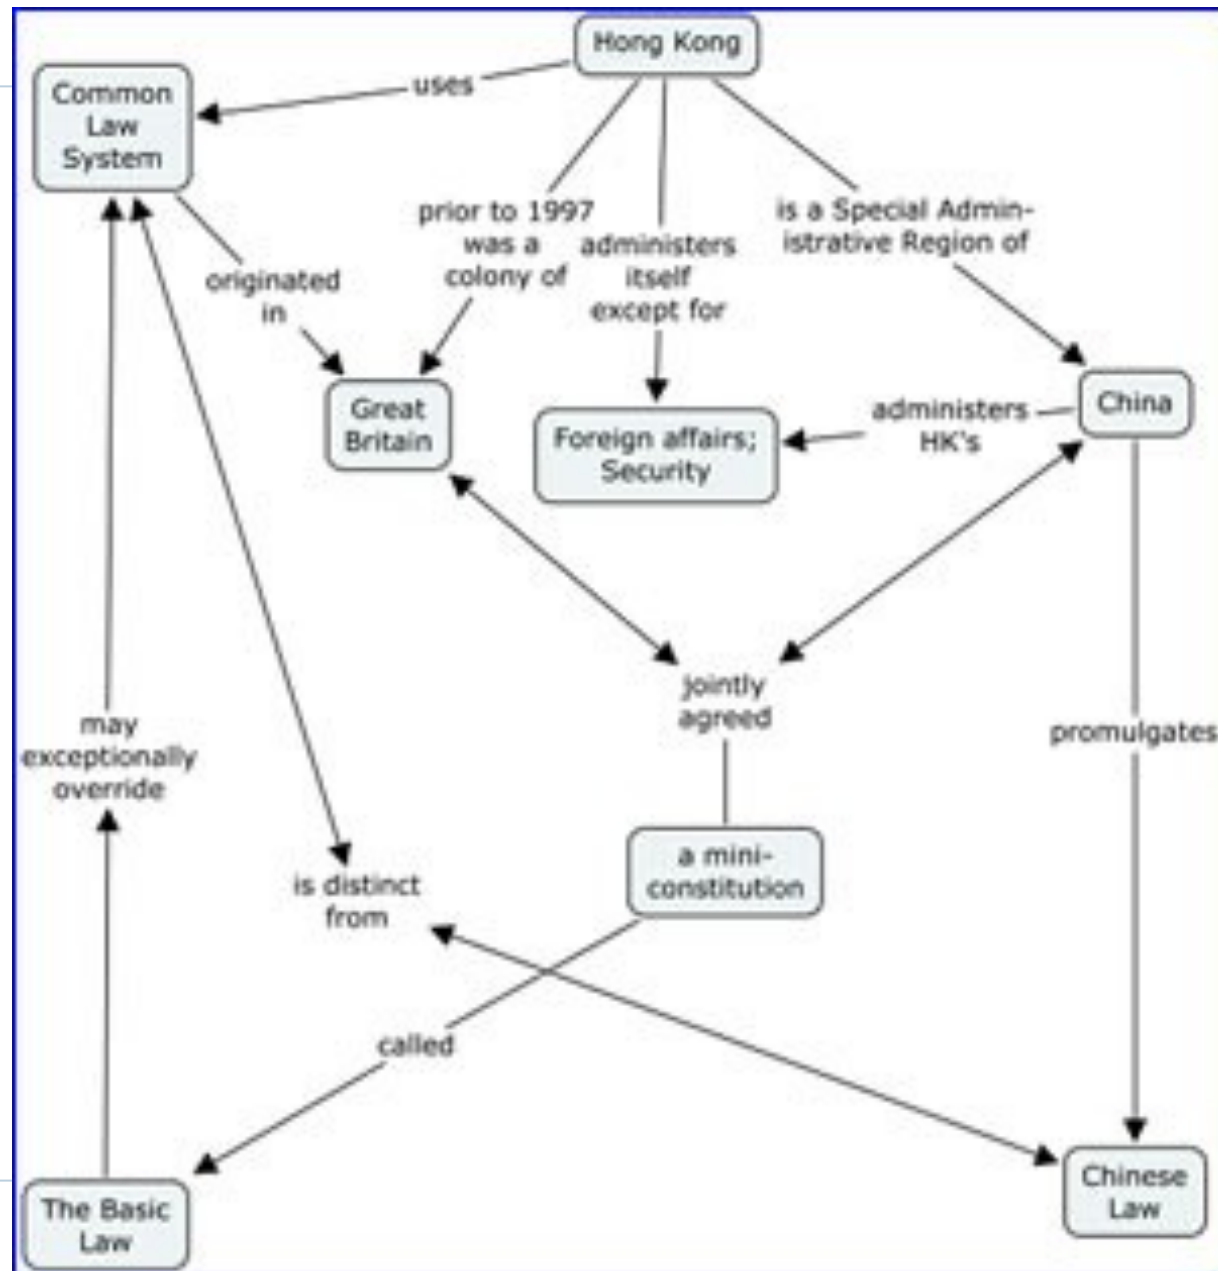 Hong Kong
uses
Common
Law
System
prior to 1997
was a
colony of
administers
itself
except for
is a Special Admin-
istrative Region of
originated
in
Great
Britain
Foreign affairs;
Security
administers
HK's
China
jointly
agreed
promulgates
may
exceptionally
override
a mini-
constitution
is distinct
from
called
The Basic
Law
Chinese
Law